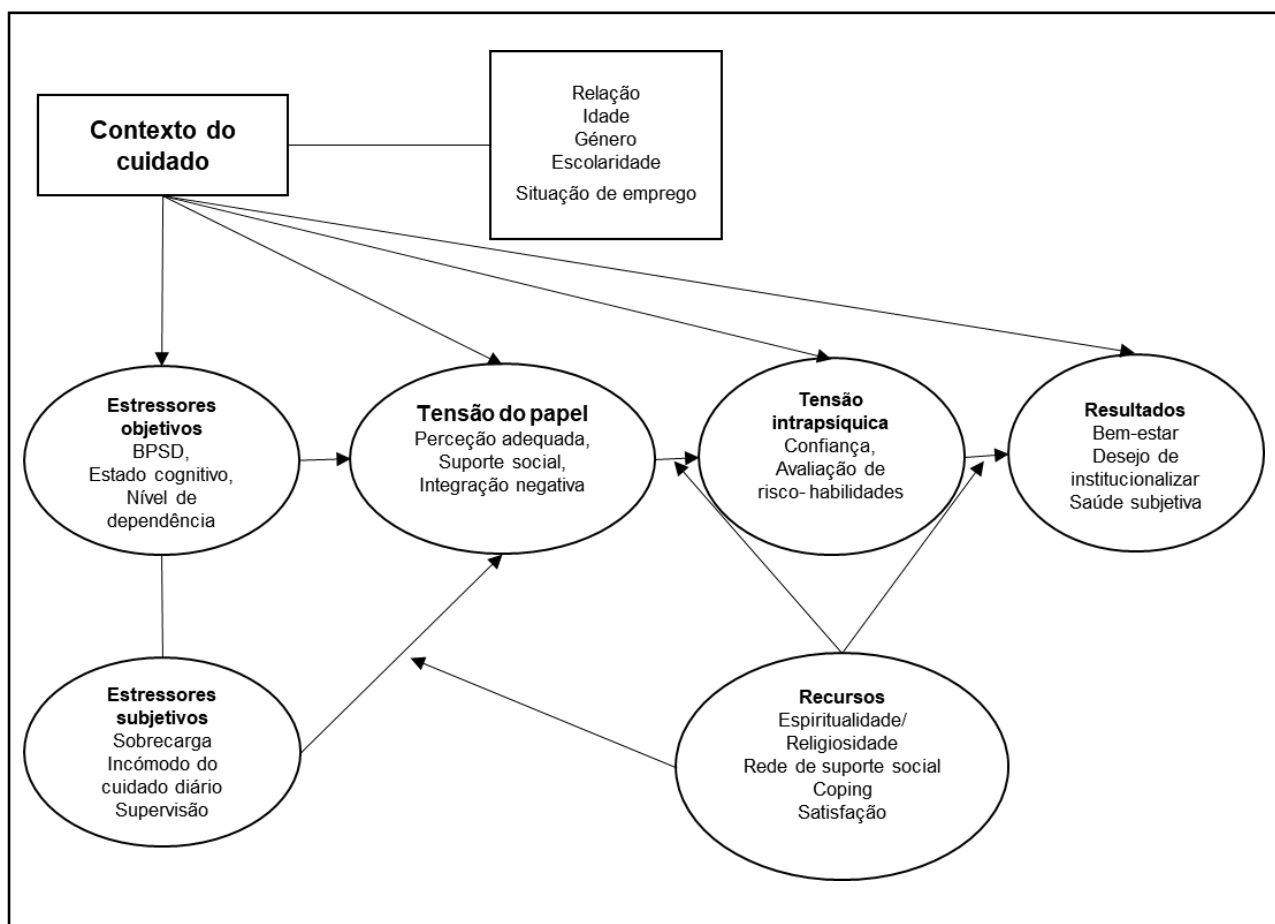 Contexto do
cuidado
Relação
Idade
Género
Escolaridade
Situação de emprego
Estressores
objetivos
BPSD,
Estado cognitivo,
Nível de
dependência
Tensão do papel
Perceção adequada,
Suporte social,
Integração negativa
Tensão
intrapsíquica
Confiança,
Avaliação de
risco- habilidades
Resultados
Bem-estar
Desejo de
institucionalizar
Saúde subjetiva
Estressores
subjetivos
Sobrecarga
Incómodo do
cuidado diário
Supervisão
Recursos
Espiritualidade/
Religiosidade
Rede de suporte social
Coping
Satisfação